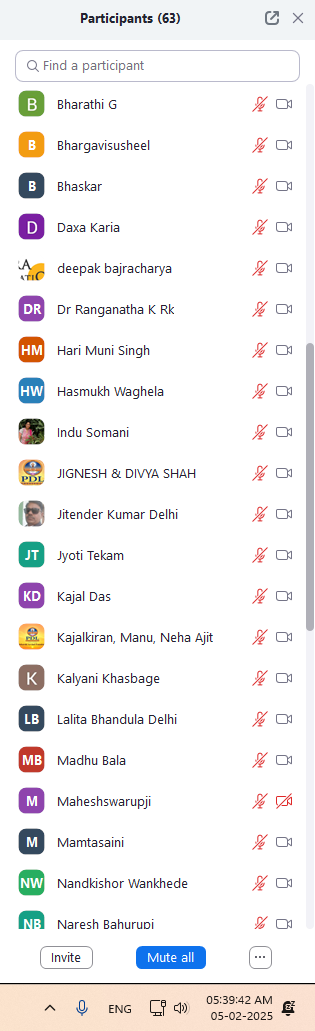 Participants (63)
Find a participant
B Bharathi G
B Bhargavisusheel
B Bhaskar
D Daxa Karia
deepak bajracharya
DR Dr Ranganatha K Rk
HM Hari Muni Singh
HW Hasmukh Waghela
Indu Somani
PDL JIGNESH & DIVYA SHAH
Jitender Kumar Delhi
JT Jyoti Tekam
KD Kajal Das
PDL Kajalkiran, Manu, Neha Ajit
K Kalyani Khasbage
LB Lalita Bhandula Delhi
MB Madhu Bala
M Maheshswarupji
M Mamtasaini
NW Nandkishor Wankhede
NB Naresh Bahurupi
Invite Mute all ...
ENG 05:39:42 AM
05-02-2025